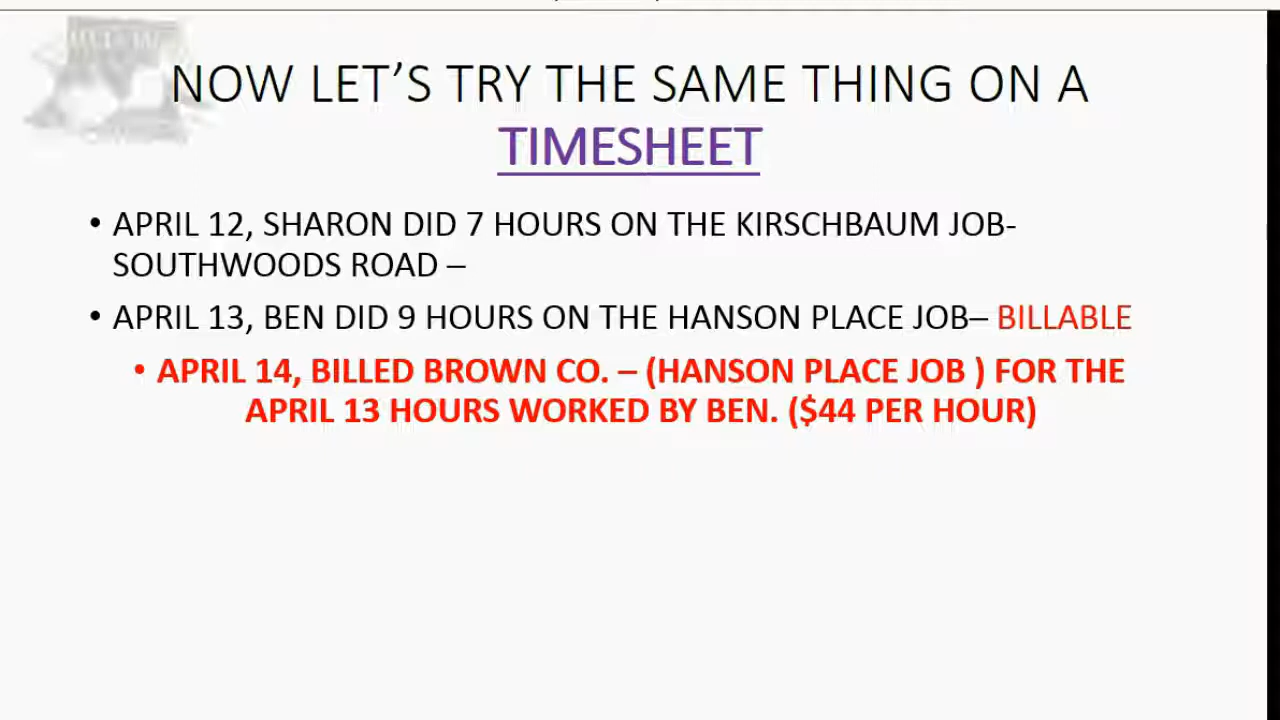 NOW LET'S TRY THE SAME THING ON A
TIMESHEET
• APRIL 12, SHARON DID 7 HOURS ON THE KIRSCHBAUM JOB-
SOUTHWOODS ROAD –
• APRIL 13, BEN DID 9 HOURS ON THE HANSON PLACE JOB– BILLABLE
• APRIL 14, BILLED BROWN CO. – (HANSON PLACE JOB ) FOR THE
APRIL 13 HOURS WORKED BY BEN. ($44 PER HOUR)